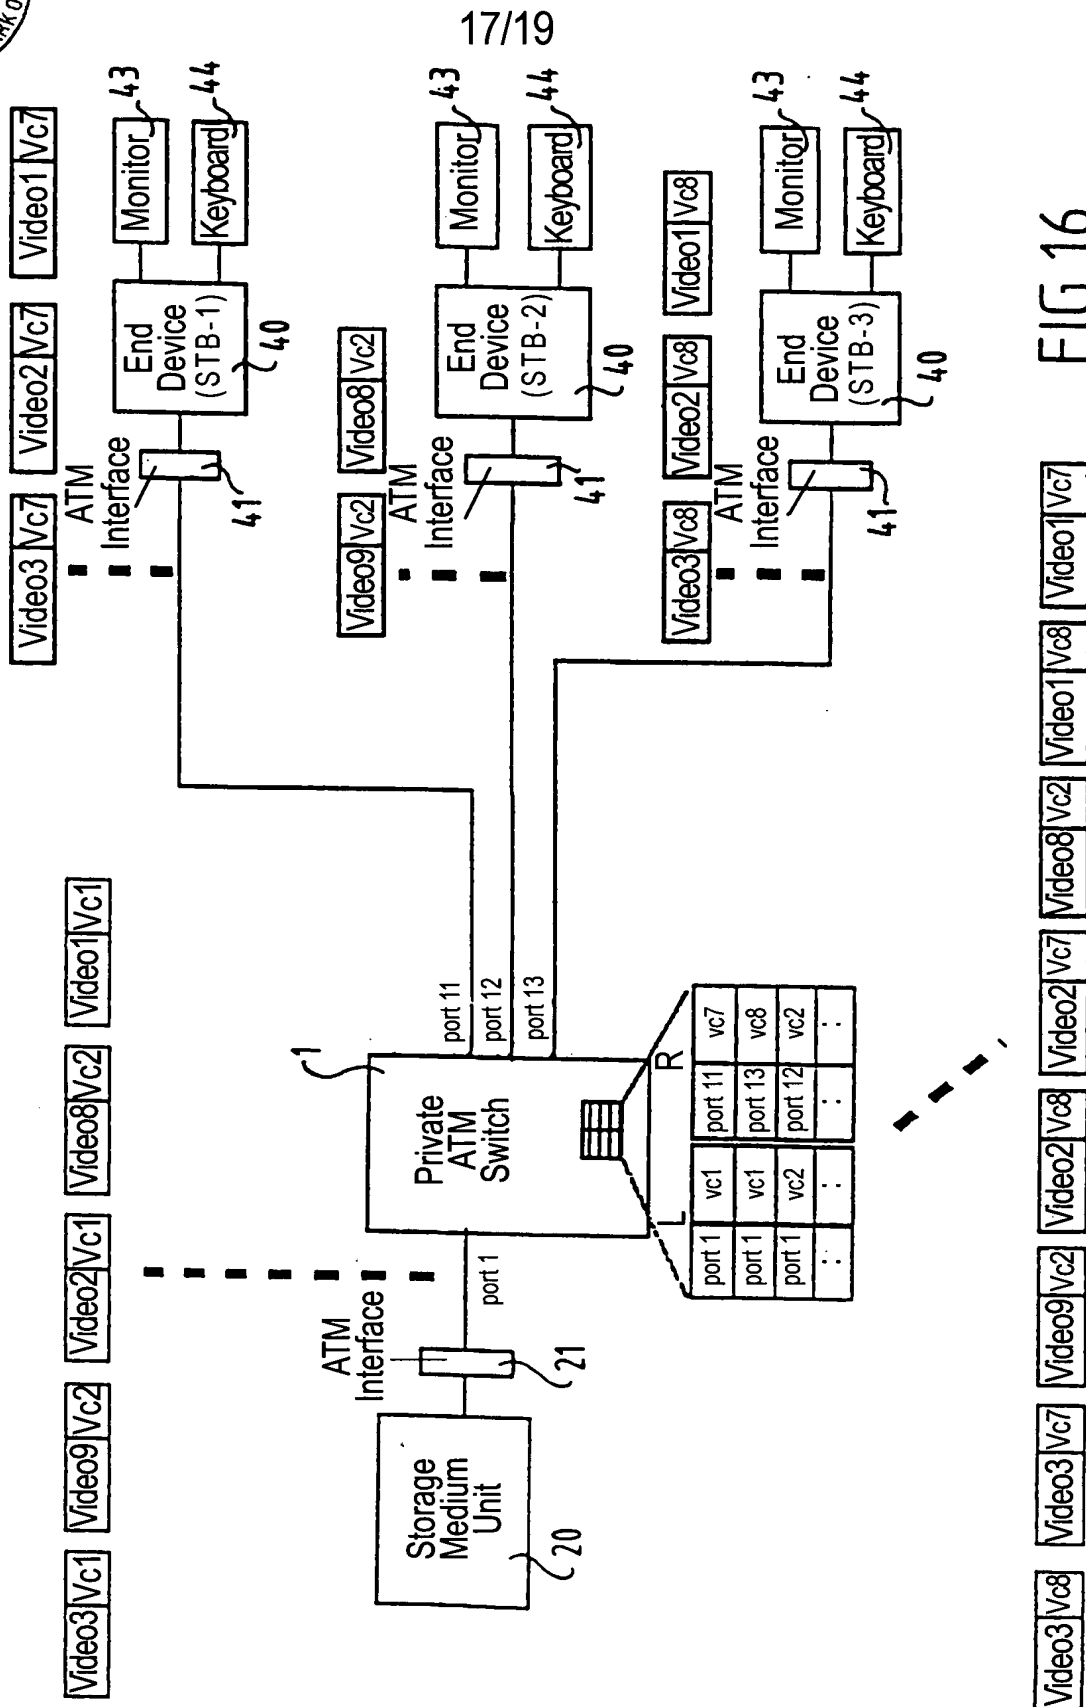 17/19
Video3 Vc1
Video9 Vc2
Video2 Vc1
Video8 Vc2
Video1 Vc1
Video3 Vc7
Video2 Vc7
Video1 Vc7
ATM
Interface
41
End
Device
(STB-1)
40
Monitor
43
Keyboard
44
Video9 Vc2
Video8 Vc2
ATM
Interface
41
End
Device
(STB-2)
40
Monitor
43
Keyboard
44
Video3 Vc8
Video2 Vc8
Video1 Vc8
ATM
Interface
41
End
Device
(STB-3)
40
Monitor
43
Keyboard
44
Storage
Medium
Unit
20
ATM
Interface
21
port 1
Private
ATM
Switch
1
port 11
port 12
port 13
L R
port 1 vc1 port 11 vc7
port 1 vc1 port 13 vc8
port 1 vc2 port 12 vc2
: : : :
Video3 Vc8
Video3 Vc7
Video9 Vc2
Video2 Vc8
Video2 Vc7
Video8 Vc2
Video1 Vc8
Video1 Vc7
FIG 16